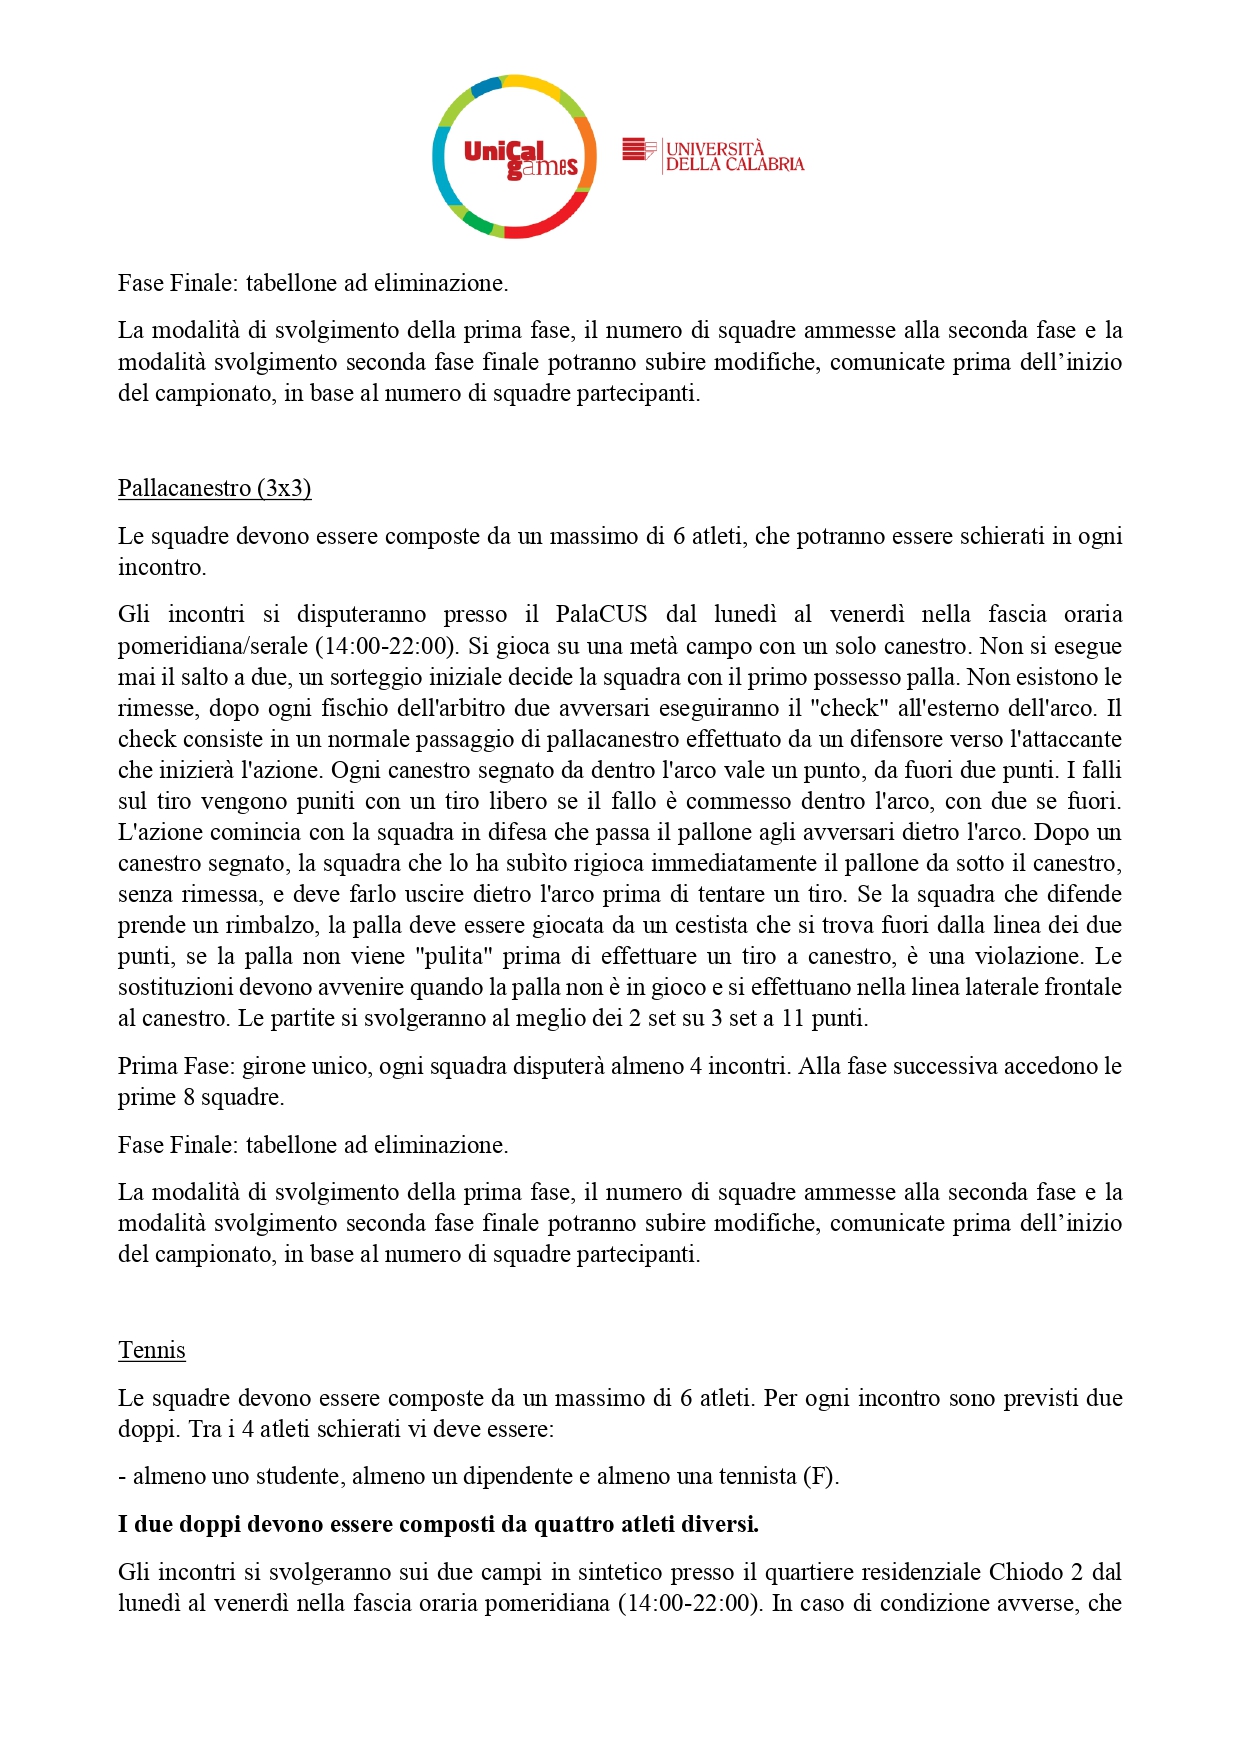 UniCal
games
UNIVERSITÀ
DELLA CALABRIA
Fase Finale: tabellone ad eliminazione.
La modalità di svolgimento della prima fase, il numero di squadre ammesse alla seconda fase e la
modalità svolgimento seconda fase finale potranno subire modifiche, comunicate prima dell’inizio
del campionato, in base al numero di squadre partecipanti.
Pallacanestro (3x3)
Le squadre devono essere composte da un massimo di 6 atleti, che potranno essere schierati in ogni
incontro.
Gli incontri si disputeranno presso il PalaCUS dal lunedì al venerdì nella fascia oraria
pomeridiana/serale (14:00-22:00). Si gioca su una metà campo con un solo canestro. Non si esegue
mai il salto a due, un sorteggio iniziale decide la squadra con il primo possesso palla. Non esistono le
rimesse, dopo ogni fischio dell'arbitro due avversari eseguiranno il "check" all'esterno dell'arco. Il
check consiste in un normale passaggio di pallacanestro effettuato da un difensore verso l'attaccante
che inizierà l'azione. Ogni canestro segnato da dentro l'arco vale un punto, da fuori due punti. I falli
sul tiro vengono puniti con un tiro libero se il fallo è commesso dentro l'arco, con due se fuori.
L'azione comincia con la squadra in difesa che passa il pallone agli avversari dietro l'arco. Dopo un
canestro segnato, la squadra che lo ha subìto rigioca immediatamente il pallone da sotto il canestro,
senza rimessa, e deve farlo uscire dietro l'arco prima di tentare un tiro. Se la squadra che difende
prende un rimbalzo, la palla deve essere giocata da un cestista che si trova fuori dalla linea dei due
punti, se la palla non viene "pulita" prima di effettuare un tiro a canestro, è una violazione. Le
sostituzioni devono avvenire quando la palla non è in gioco e si effettuano nella linea laterale frontale
al canestro. Le partite si svolgeranno al meglio dei 2 set su 3 set a 11 punti.
Prima Fase: girone unico, ogni squadra disputerà almeno 4 incontri. Alla fase successiva accedono le
prime 8 squadre.
Fase Finale: tabellone ad eliminazione.
La modalità di svolgimento della prima fase, il numero di squadre ammesse alla seconda fase e la
modalità svolgimento seconda fase finale potranno subire modifiche, comunicate prima dell’inizio
del campionato, in base al numero di squadre partecipanti.
Tennis
Le squadre devono essere composte da un massimo di 6 atleti. Per ogni incontro sono previsti due
doppi. Tra i 4 atleti schierati vi deve essere:
- almeno uno studente, almeno un dipendente e almeno una tennista (F).
I due doppi devono essere composti da quattro atleti diversi.
Gli incontri si svolgeranno sui due campi in sintetico presso il quartiere residenziale Chiodo 2 dal
lunedì al venerdì nella fascia oraria pomeridiana (14:00-22:00). In caso di condizione avverse, che